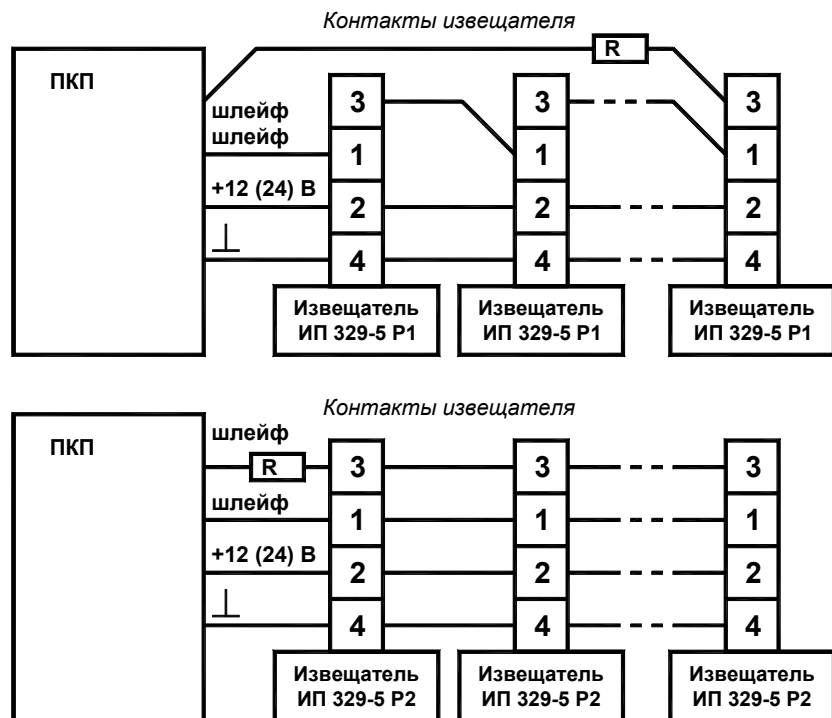 Контакты извещателя
R
ПКП
шлейф
шлейф
+12 (24) В
3 3 3
1 1 1
2 2 2
4 4 4
Извещатель ИП 329-5 Р1
Извещатель ИП 329-5 Р1
Извещатель ИП 329-5 Р1
Контакты извещателя
ПКП
шлейф
R
шлейф
+12 (24) В
3 3 3
1 1 1
2 2 2
4 4 4
Извещатель ИП 329-5 Р2
Извещатель ИП 329-5 Р2
Извещатель ИП 329-5 Р2